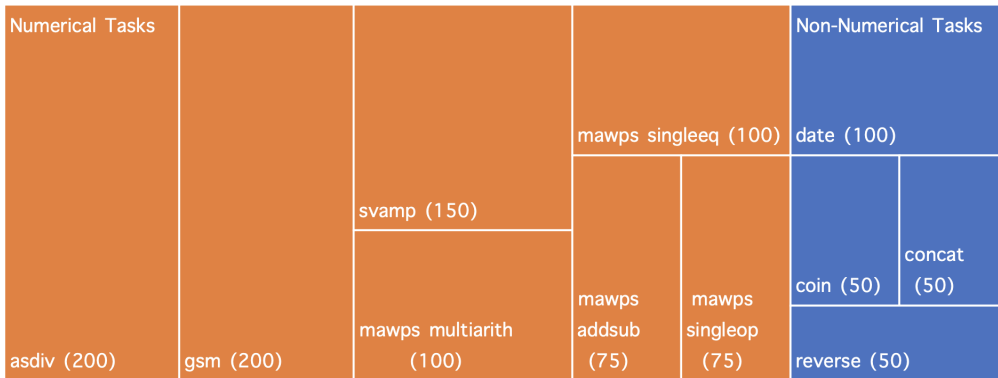 Numerical Tasks
asdiv (200)
gsm (200)
svamp (150)
mawps multiarith
(100)
mawps singleeq (100)
mawps
addsub
(75)
mawps
singleop
(75)
Non-Numerical Tasks
date (100)
coin (50)
concat
(50)
reverse (50)